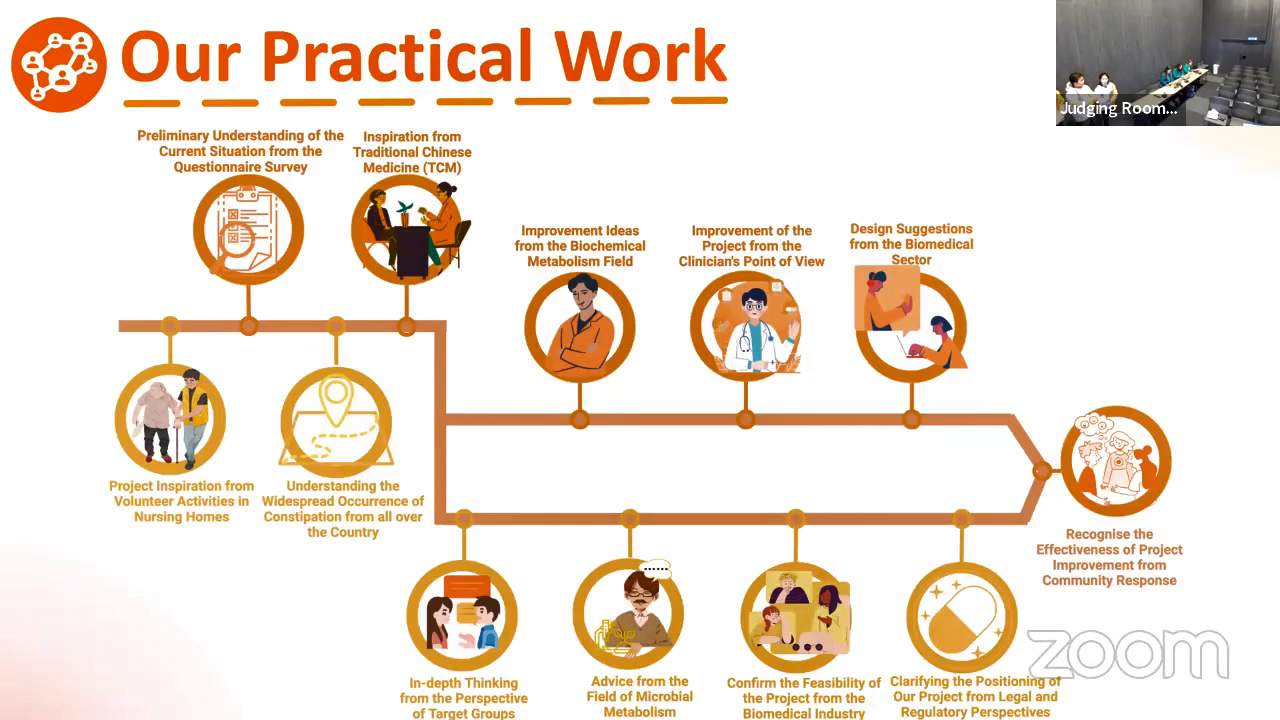 Our Practical Work
Judging Room...
Preliminary Understanding of the
Current Situation from the
Questionnaire Survey
Inspiration from
Traditional Chinese
Medicine (TCM)
Improvement Ideas
from the Biochemical
Metabolism Field
Improvement of the
Project from the
Clinician's Point of View
Design Suggestions
from the Biomedical
Sector
Project Inspiration from
Volunteer Activities in
Nursing Homes
Understanding the
Widespread Occurrence of
Constipation from all over
the Country
Recognise the
Effectiveness of Project
Improvement from
Community Response
In-depth Thinking
from the Perspective
of Target Groups
Advice from the
Field of Microbial
Metabolism
Confirm the Feasibility of
the Project from the
Biomedical Industry
Clarifying the Positioning of
Our Project from Legal and
Regulatory Perspectives
zoom